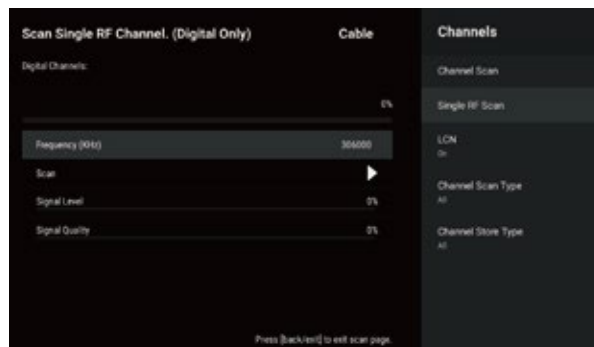 Scan Single RF Channel. (Digital Only) Cable
Digital Channels:
0%
Frequency (KHz) 306000
Scan
Signal Level 0%
Signal Quality 0%
Press [back/exit] to exit scan page.
Channels
Channel Scan
Single RF Scan
LCN
On
Channel Scan Type
All
Channel Store Type
All